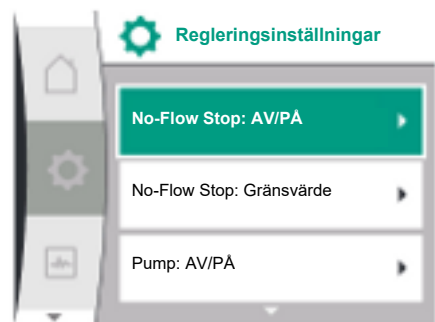 Regleringsinställningar
No-Flow Stop: AV/PÅ
No-Flow Stop: Gränsvärde
Pump: AV/PÅ